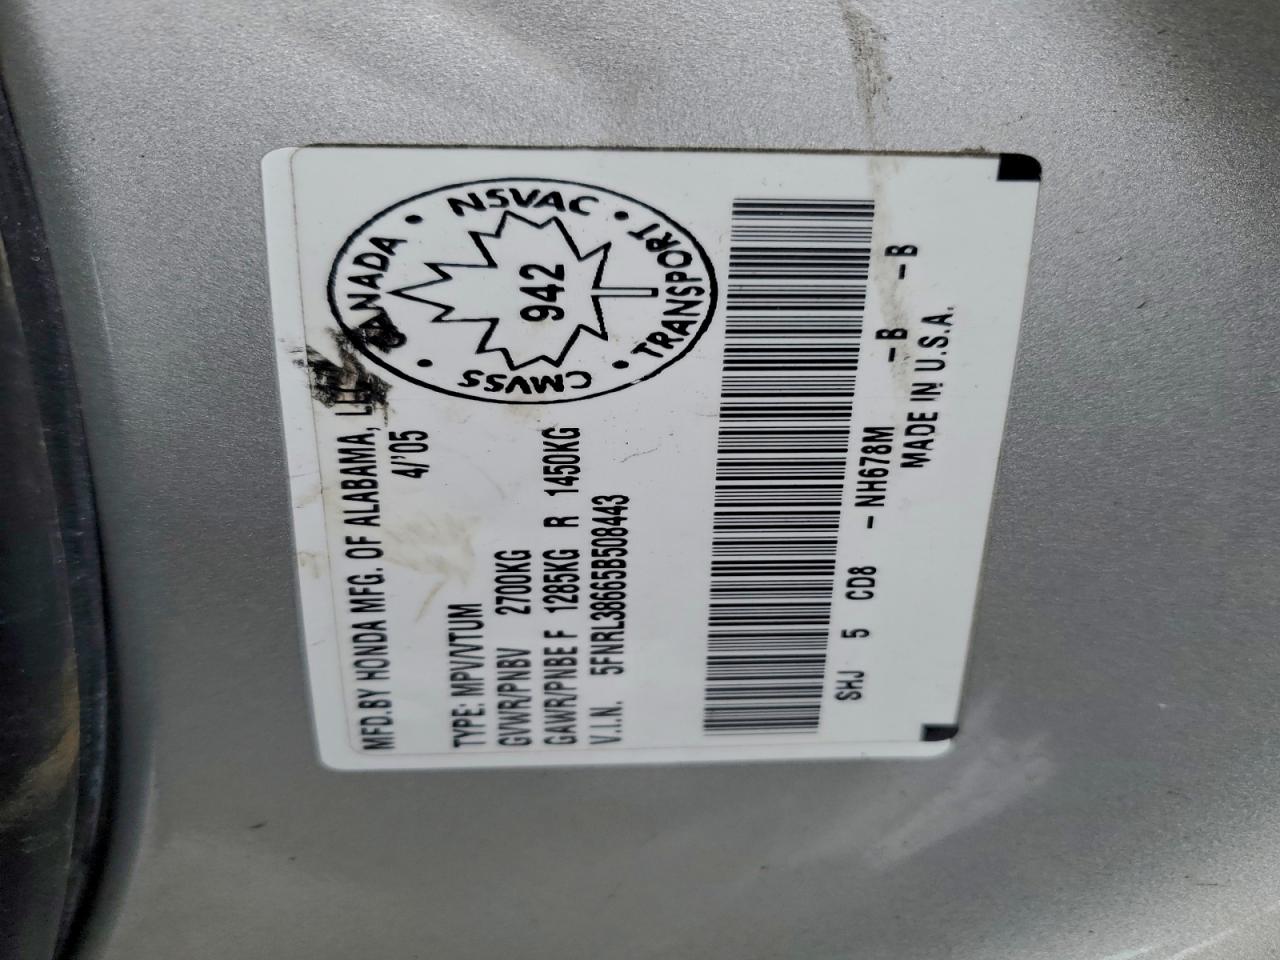 MFD.BY HONDA MFG. OF ALABAMA,
4/'05
TYPE: MPV/VTUM
GVWR/PNBV 2700KG
GAWR/PNBE F 1285KG R 1450KG
V.I.N. 5FNRL38665B508443
CANADA · NSVAC · TRANSPORT · CMVSS ·
942
SHJ 5 CD8 - NH678M - B - B
MADE IN U.S.A.